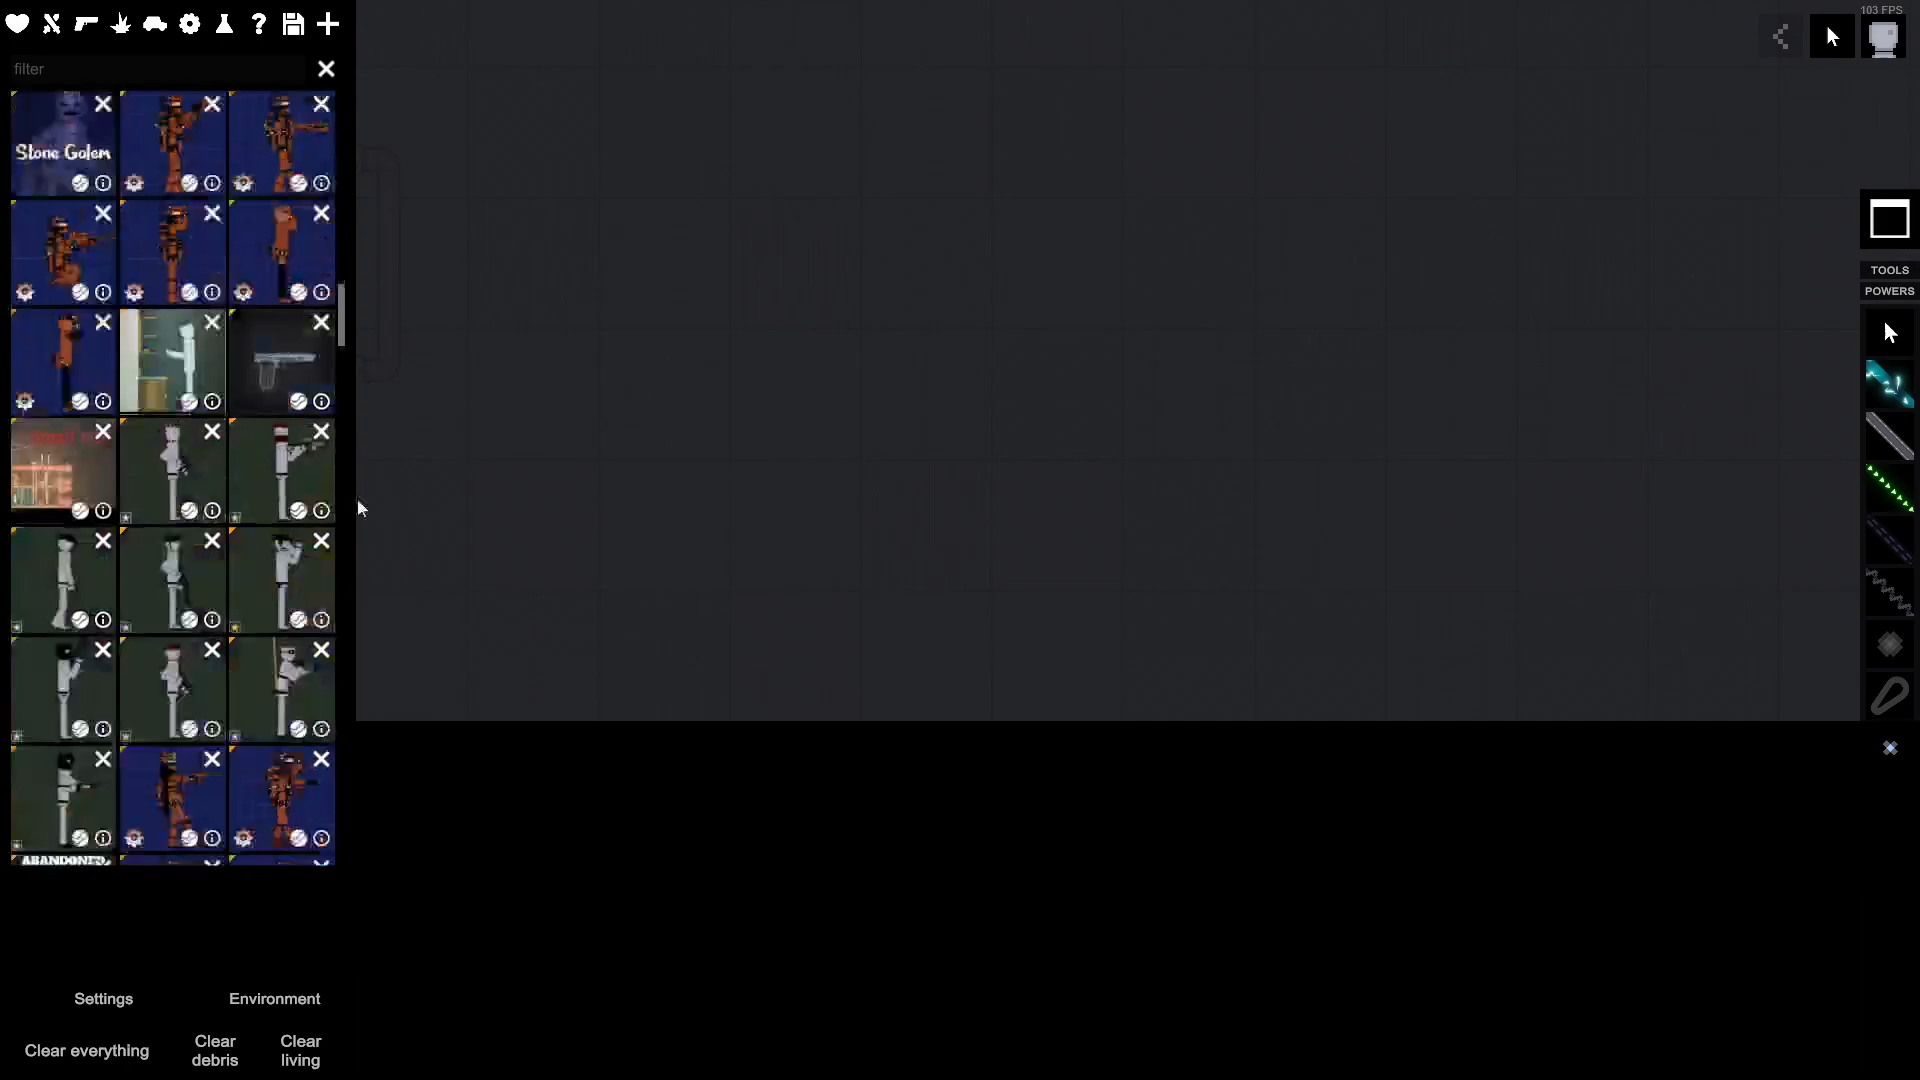 103 FPS
filter
Stone Golem
TOOLS
POWERS
ABANDONED
Settings
Environment
Clear everything
Clear debris
Clear living